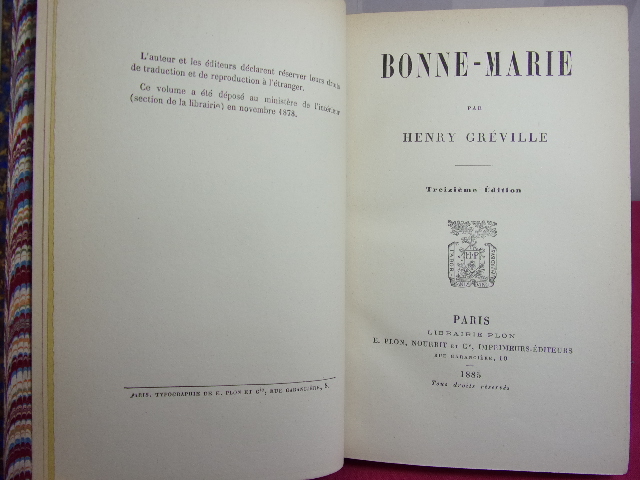 L'auteur et les éditeurs déclarent réserver leurs droits
de traduction et de reproduction à l'étranger.
Ce volume a été déposé au ministère de l'intérieur
(section de la librairie) en novembre 1878.
PARIS. TYPOGRAPHIE DE E. PLON ET Cie, RUE GARANCIÈRE, 8.
BONNE-MARIE
PAR
HENRY GRÉVILLE
Treizième Édition
PARIS
LIBRAIRIE PLON
E. PLON, NOURRIT ET Cie, IMPRIMEURS-ÉDITEURS
RUE GARANCIÈRE, 10
1885
Tous droits réservés